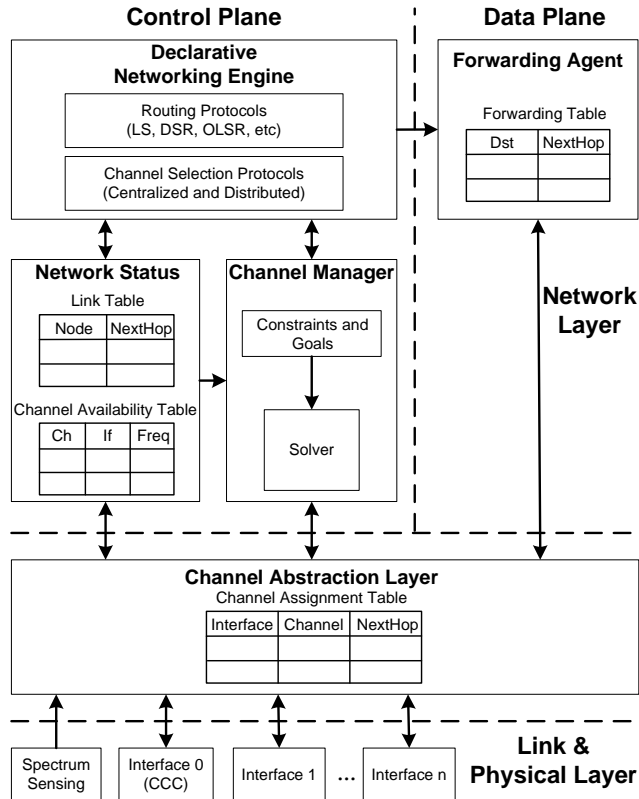 Control Plane
Data Plane
Declarative
Networking Engine
Routing Protocols
(LS, DSR, OLSR, etc)
Channel Selection Protocols
(Centralized and Distributed)
Forwarding Agent
Forwarding Table
Dst NextHop
Network Status
Link Table
Node NextHop
Channel Availability Table
Ch If Freq
Channel Manager
Constraints and
Goals
Solver
Network
Layer
Channel Abstraction Layer
Channel Assignment Table
Interface Channel NextHop
Spectrum
Sensing
Interface 0
(CCC)
Interface 1
...
Interface n
Link &
Physical Layer